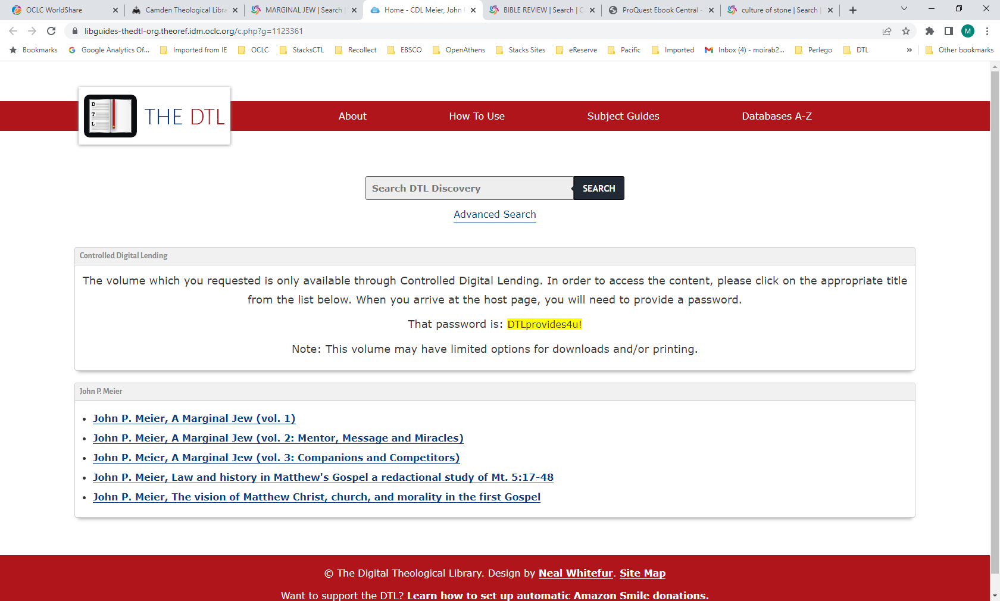 OCLC WorldShare
Camden Theological Libra
MARGINAL JEW | Search
Home - CDL Meier, John
BIBLE REVIEW | Search | C
ProQuest Ebook Central -
culture of stone | Search |
libguides-thedtl-org.theoref.idm.oclc.org/c.php?g=1123361
M
Bookmarks
Google Analytics Of...
Imported from IE
OCLC
StacksCTL
Recollect
EBSCO
OpenAthens
Stacks Sites
eReserve
Pacific
Imported
Inbox (4) - moirab2...
Perlego
DTL
»
Other bookmarks
D
T
L
THE DTL
About
How To Use
Subject Guides
Databases A-Z
Search DTL Discovery
SEARCH
Advanced Search
Controlled Digital Lending
The volume which you requested is only available through Controlled Digital Lending. In order to access the content, please click on the appropriate title
from the list below. When you arrive at the host page, you will need to provide a password.
That password is: DTLprovides4u!
Note: This volume may have limited options for downloads and/or printing.
John P. Meier
• John P. Meier, A Marginal Jew (vol. 1)
• John P. Meier, A Marginal Jew (vol. 2: Mentor, Message and Miracles)
• John P. Meier, A Marginal Jew (vol. 3: Companions and Competitors)
• John P. Meier, Law and history in Matthew's Gospel a redactional study of Mt. 5:17-48
• John P. Meier, The vision of Matthew Christ, church, and morality in the first Gospel
© The Digital Theological Library. Design by Neal Whitefur. Site Map
Want to support the DTL? Learn how to set up automatic Amazon Smile donations.